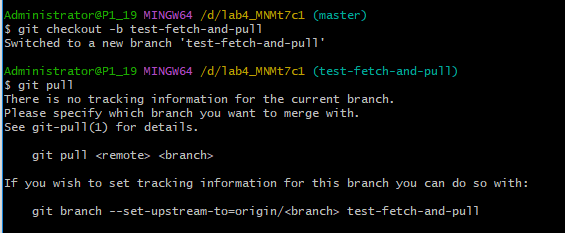 Administrator@P1_19 MINGW64 /d/lab4_MNMt7c1 (master)
$ git checkout -b test-fetch-and-pull
Switched to a new branch 'test-fetch-and-pull'
Administrator@P1_19 MINGW64 /d/lab4_MNMt7c1 (test-fetch-and-pull)
$ git pull
There is no tracking information for the current branch.
Please specify which branch you want to merge with.
See git-pull(1) for details.
git pull <remote> <branch>
If you wish to set tracking information for this branch you can do so with:
git branch --set-upstream-to=origin/<branch> test-fetch-and-pull